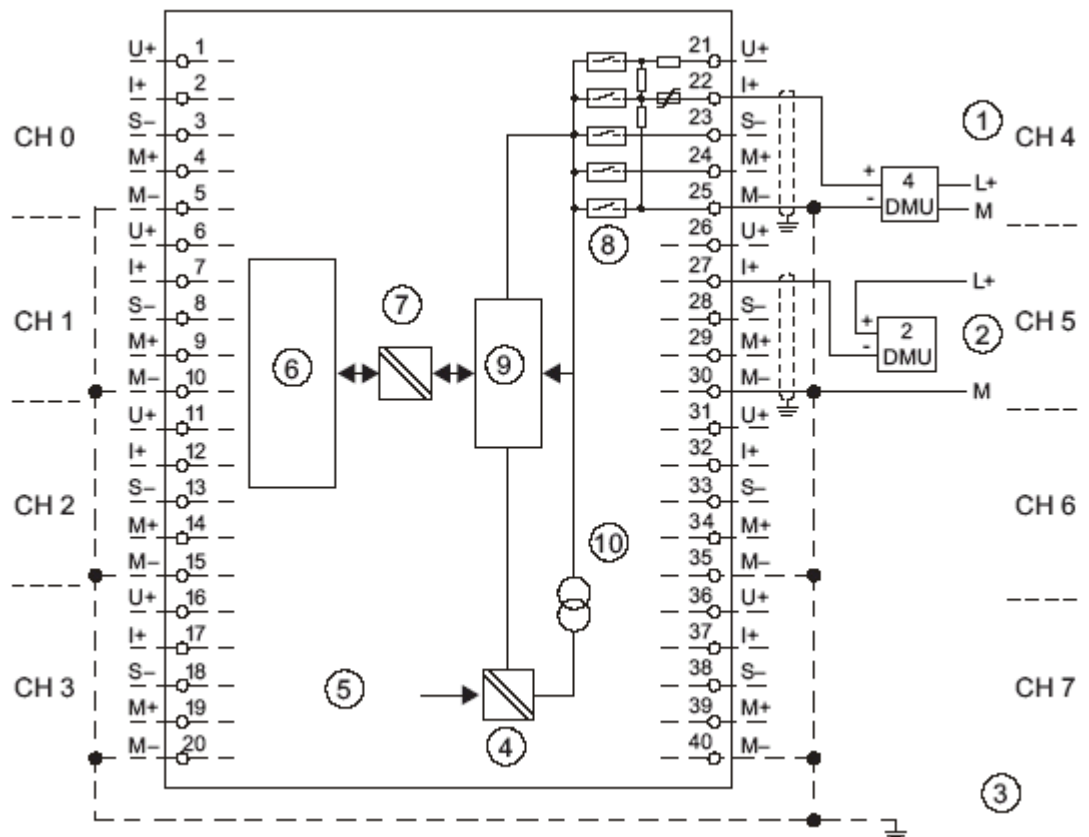 U+ 1 21 U+
I+ 2 22 I+
CH 0 S– 3 23 S– 1 CH 4
M+ 4 24 M+ + 4 L+
M– 5 25 M– - DMU M
U+ 6 8 26 U+
I+ 7 7 27 I+ L+
CH 1 S– 8 28 S– + 2 2 CH 5
M+ 9 6 9 29 M+ - DMU
M– 10 30 M– M
U+ 11 31 U+
I+ 12 32 I+
CH 2 S– 13 33 S– CH 6
M+ 14 10 34 M+
M– 15 35 M–
U+ 16 36 U+
I+ 17 37 I+
CH 3 S– 18 5 38 S– CH 7
M+ 19 4 39 M+
M– 20 40 M–
3